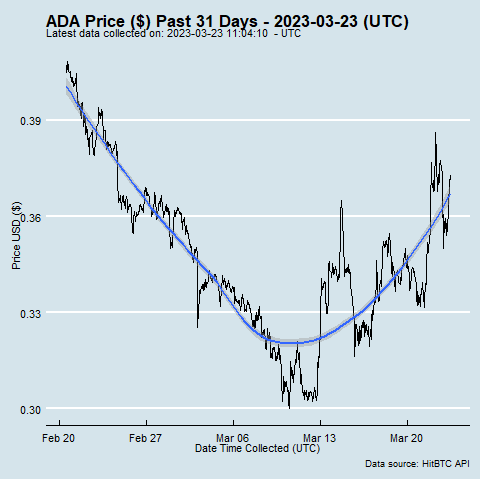 ADA Price ($) Past 31 Days - 2023-03-23 (UTC)
Latest data collected on: 2023-03-23 11:04:10 - UTC
0.39
0.36
0.33
0.30
Price USD ($)
Feb 20 Feb 27 Mar 06 Mar 13 Mar 20
Date Time Collected (UTC)
Data source: HitBTC API